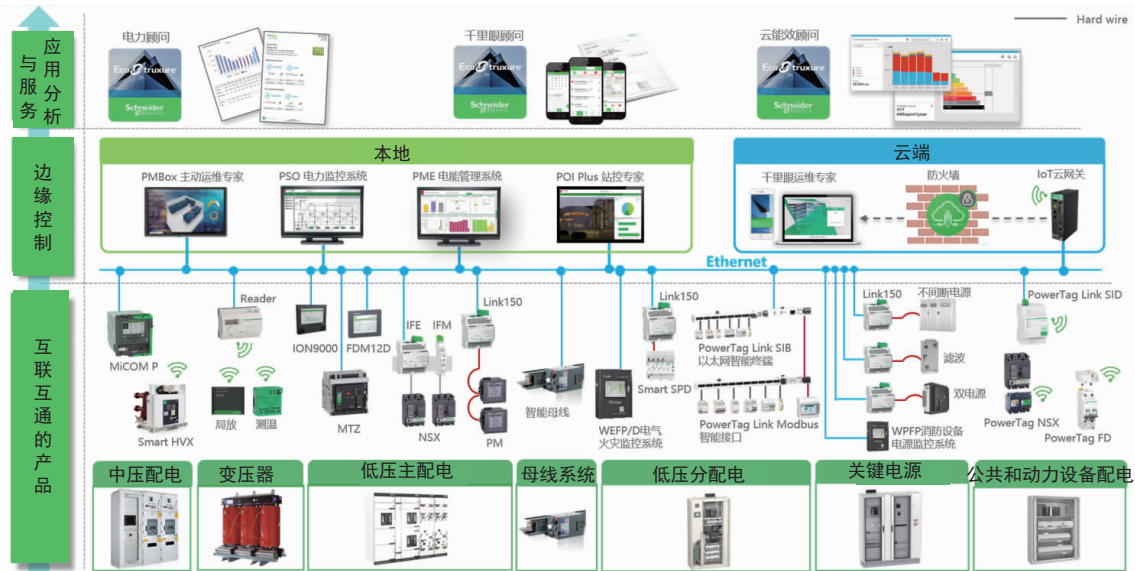 Hard wire
应用分析
与服务
电力顾问
千里眼顾问
云能效顾问
EcoStruxure
Schneider
Electric
EcoStruxure
Schneider
Electric
EcoStruxure
Schneider
Electric
边缘控制
本地
云端
PMBox 主动运维专家
PSO 电力监控系统
PME 电能管理系统
POI Plus 站控专家
千里眼运维专家
防火墙
IoT云网关
Ethernet
互联互通的产品
MiCOM P
Smart HVX
Reader
局放
测温
ION9000
FDM12D
MTZ
IFE
IFM
NSX
Link150
PM
智能母线
WEFP/D电气
火灾监控系统
Link150
Smart SPD
PowerTag Link SIB
以太网智能终端
PowerTag Link Modbus
智能接口
Link150
不间断电源
滤波
双电源
WPFP消防设备
电源监控系统
PowerTag Link SID
PowerTag NSX
PowerTag FD
中压配电
变压器
低压主配电
母线系统
低压分配电
关键电源
公共和动力设备配电